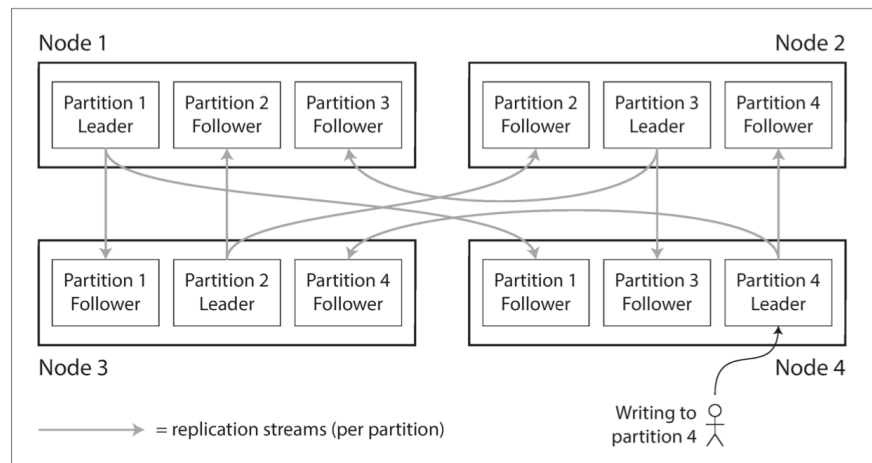 Node 1
Node 2
Partition 1
Leader
Partition 2
Follower
Partition 3
Follower
Partition 2
Follower
Partition 3
Leader
Partition 4
Follower
Partition 1
Follower
Partition 2
Leader
Partition 4
Follower
Partition 1
Follower
Partition 3
Follower
Partition 4
Leader
Node 3
Node 4
= replication streams (per partition)
Writing to
partition 4